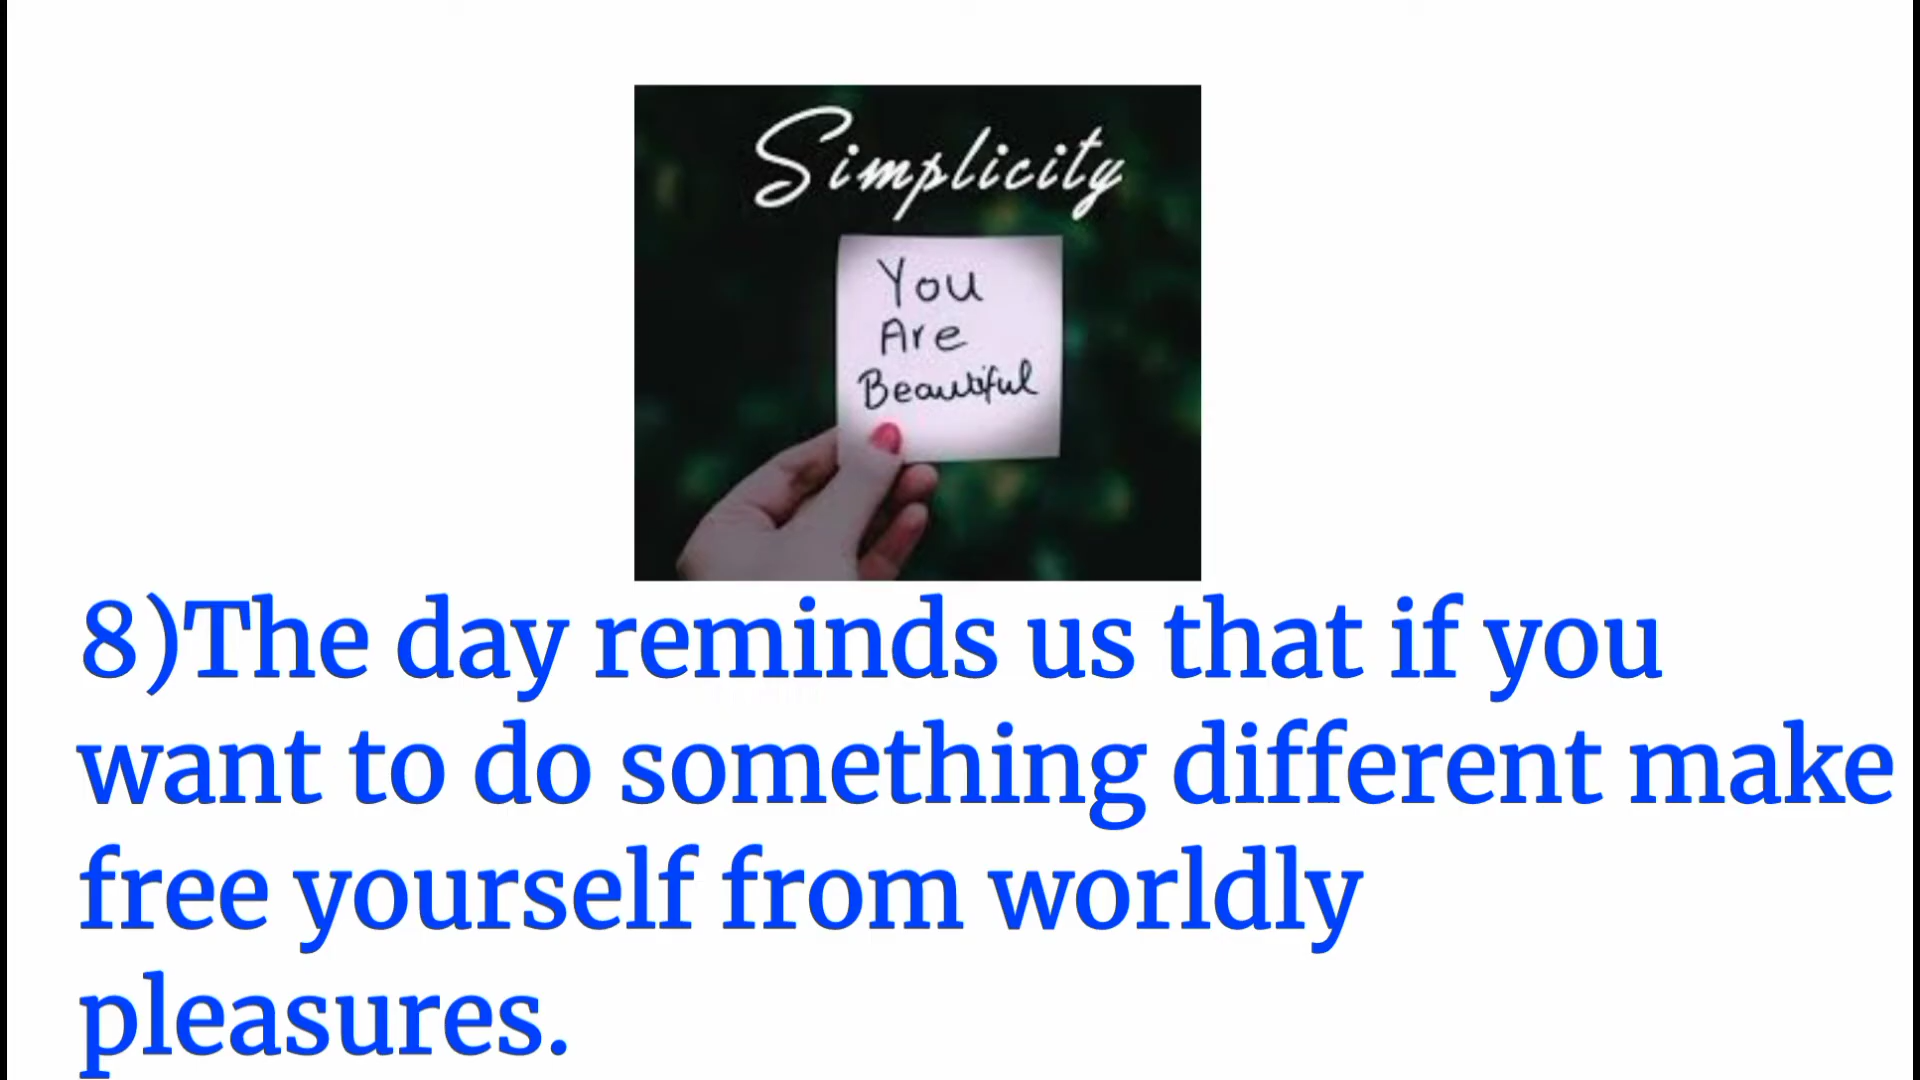 Simplicity
You
Are
Beautiful
8)The day reminds us that if you
want to do something different make
free yourself from worldly
pleasures.